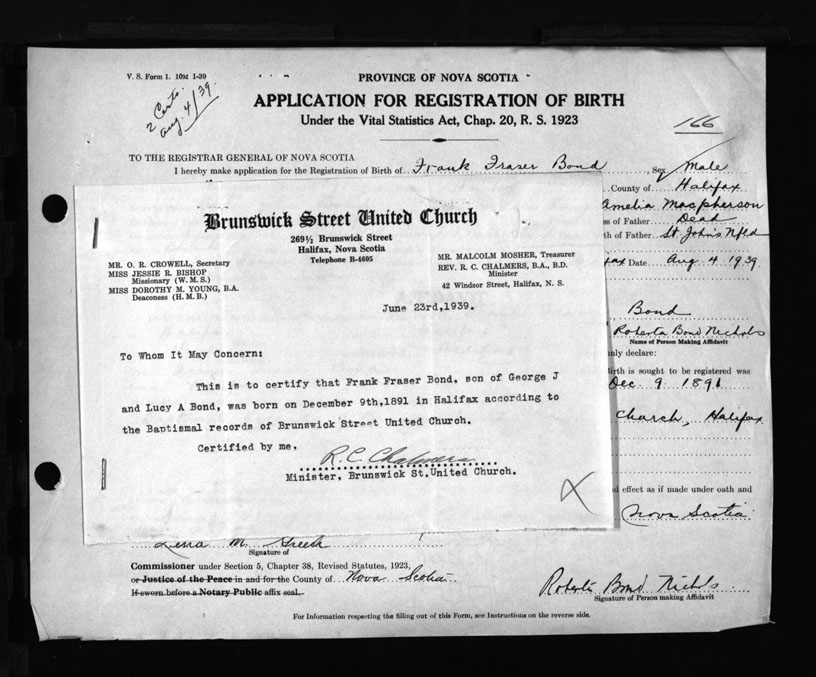 V. S. Form 1. 10M 1-39
2 Certs.
Aug. 4/39.
PROVINCE OF NOVA SCOTIA
APPLICATION FOR REGISTRATION OF BIRTH
Under the Vital Statistics Act, Chap. 20, R. S. 1923
166
TO THE REGISTRAR GENERAL OF NOVA SCOTIA
I hereby make application for the Registration of Birth of Frank Fraser Bond, Sex Male
County of Halifax
Amelia Macpherson
ss of Father Dead
th of Father St. John's Nfld
fax Date Aug 4 1939.
Bond
Roberta Bond Nichols
Name of Person Making Affidavit
nly declare:
Birth is sought to be registered was
Dec 9 1891
Church, Halifax
d effect as if made under oath and
Nova Scotia
Brunswick Street United Church
269½ Brunswick Street
Halifax, Nova Scotia
Telephone B-4605
MR. O. R. CROWELL, Secretary
MISS JESSIE R. BISHOP
Missionary (W. M. S.)
MISS DOROTHY M. YOUNG, B.A.
Deaconess (H. M. B.)
MR. MALCOLM MOSHER, Treasurer
REV. R. C. CHALMERS, B.A., B.D.
Minister
42 Windsor Street, Halifax, N. S.
June 23rd, 1939.
To Whom It May Concern:
This is to certify that Frank Fraser Bond, son of George J
and Lucy A Bond, was born on December 9th, 1891 in Halifax according to
the Baptismal records of Brunswick Street United Church.
Certified by me.
R. C. Chalmers
Minister, Brunswick St. United Church.
X
M.
Signature of
Commissioner under Section 5, Chapter 38, Revised Statutes, 1923,
or Justice of the Peace in and for the County of Nova Scotia
If sworn before a Notary Public affix seal.
Roberta Bond Nichols
Signature of Person making Affidavit
For Information respecting the filling out of this Form, see Instructions on the reverse side.